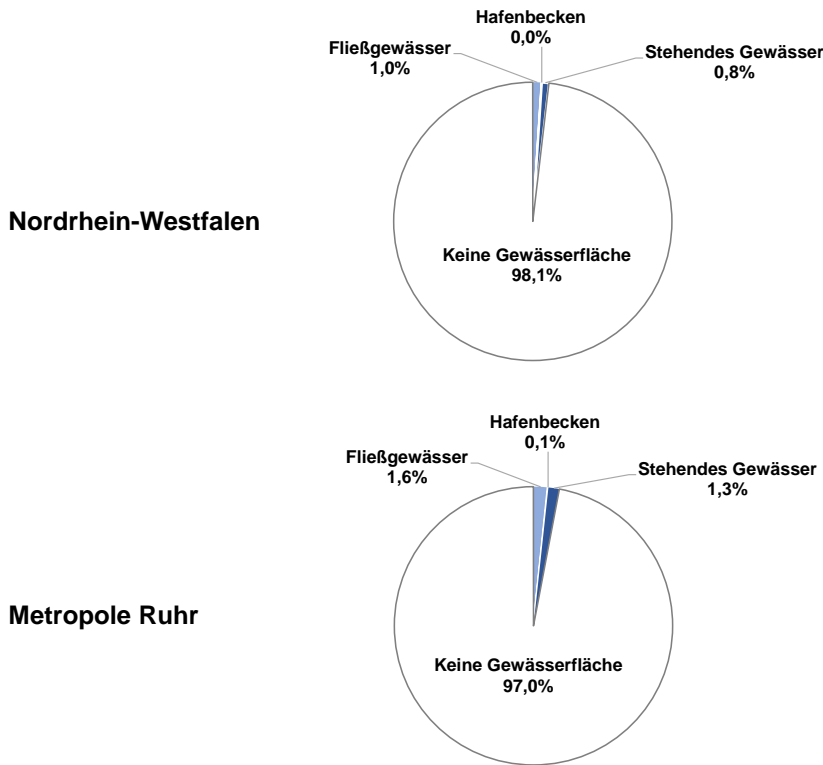 Hafenbecken
0,0%
Fließgewässer
1,0%
Stehendes Gewässer
0,8%
Nordrhein-Westfalen
Keine Gewässerfläche
98,1%
Hafenbecken
0,1%
Fließgewässer
1,6%
Stehendes Gewässer
1,3%
Metropole Ruhr
Keine Gewässerfläche
97,0%